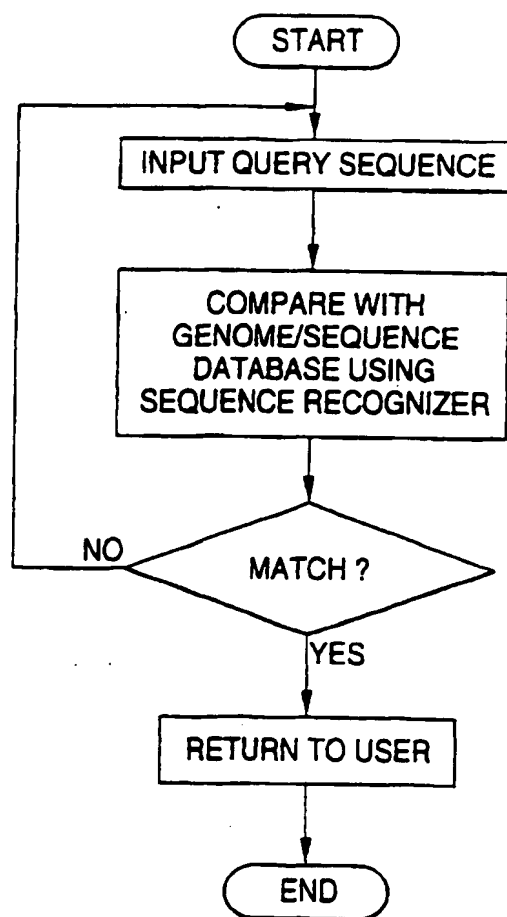 START
INPUT QUERY SEQUENCE
COMPARE WITH
GENOME/SEQUENCE
DATABASE USING
SEQUENCE RECOGNIZER
NO
MATCH ?
YES
RETURN TO USER
END